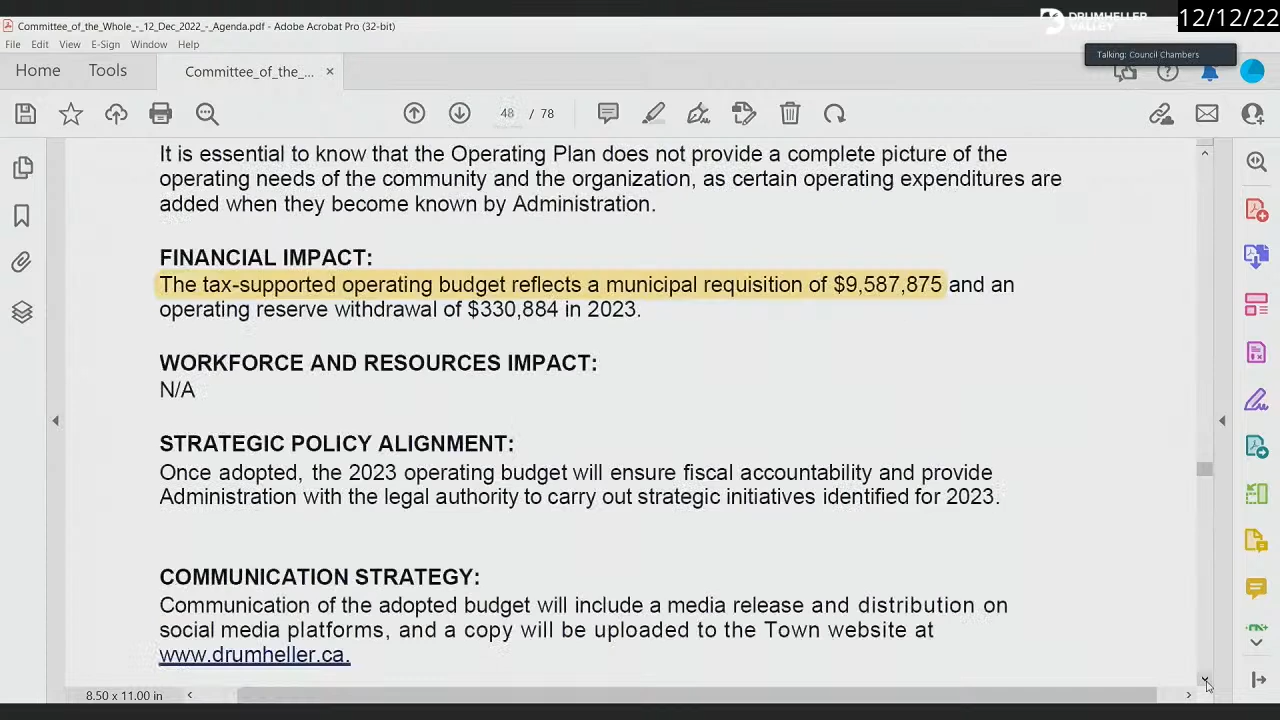 Committee_of_the_Whole_-_12_Dec_2022_-_Agenda.pdf - Adobe Acrobat Pro (32-bit)
DRUMHELLER
VALLEY
12/12/22
File Edit View E-Sign Window Help
Talking: Council Chambers
Home Tools Committee_of_the_... ×
48 / 78
It is essential to know that the Operating Plan does not provide a complete picture of the
operating needs of the community and the organization, as certain operating expenditures are
added when they become known by Administration.
FINANCIAL IMPACT:
The tax-supported operating budget reflects a municipal requisition of $9,587,875 and an
operating reserve withdrawal of $330,884 in 2023.
WORKFORCE AND RESOURCES IMPACT:
N/A
STRATEGIC POLICY ALIGNMENT:
Once adopted, the 2023 operating budget will ensure fiscal accountability and provide
Administration with the legal authority to carry out strategic initiatives identified for 2023.
COMMUNICATION STRATEGY:
Communication of the adopted budget will include a media release and distribution on
social media platforms, and a copy will be uploaded to the Town website at
www.drumheller.ca.
8.50 x 11.00 in